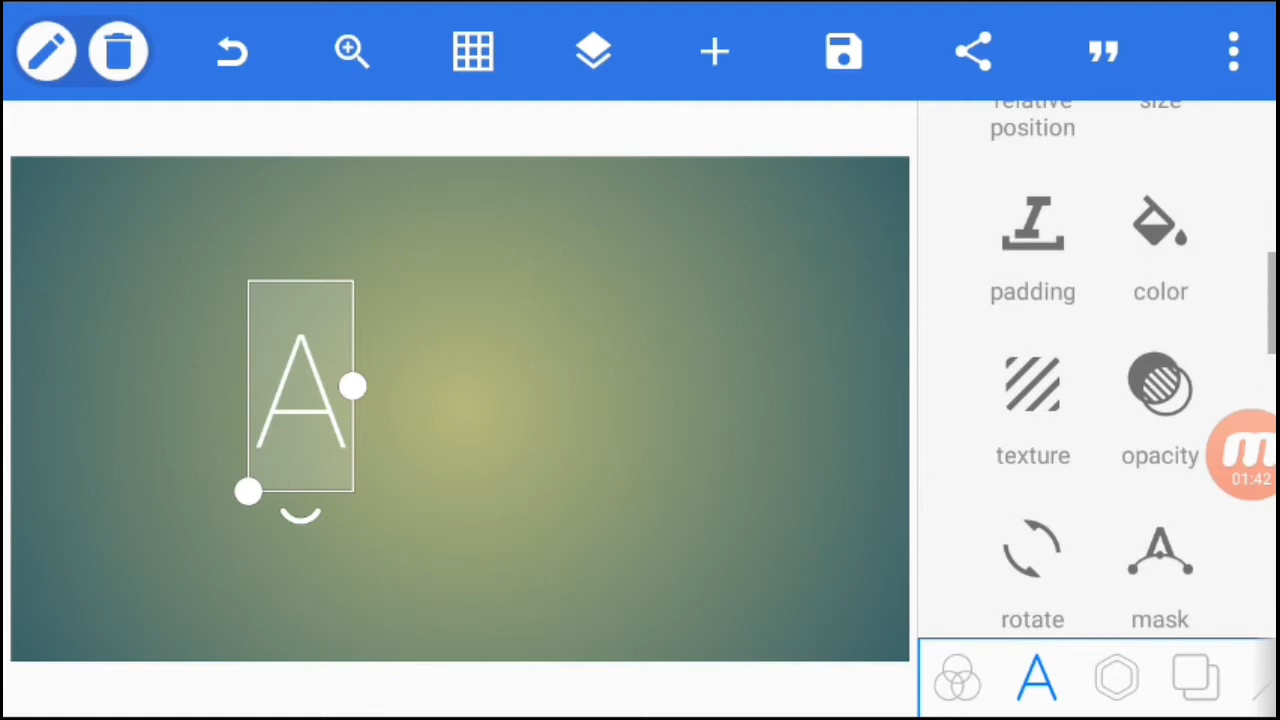 relative size
position
A
padding color
texture opacity
01:42
rotate mask
A